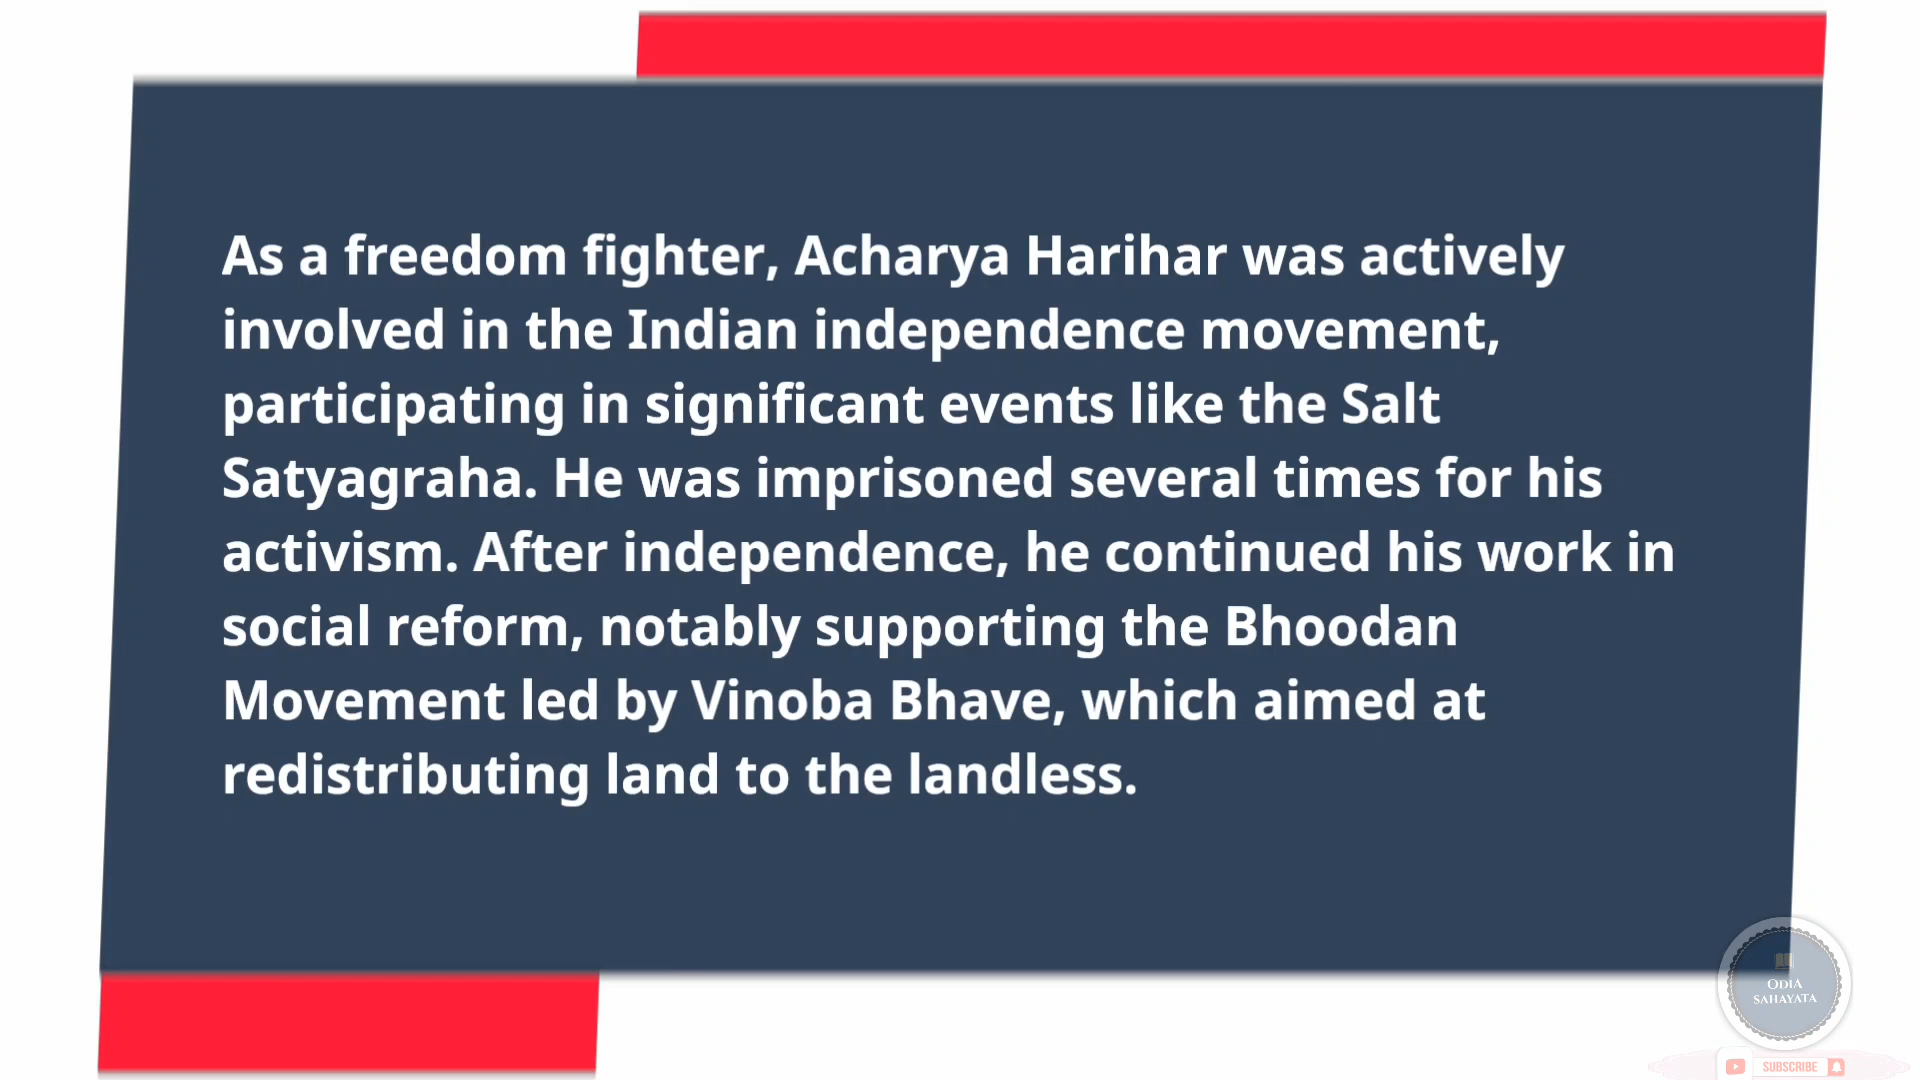 As a freedom fighter, Acharya Harihar was actively
involved in the Indian independence movement,
participating in significant events like the Salt
Satyagraha. He was imprisoned several times for his
activism. After independence, he continued his work in
social reform, notably supporting the Bhoodan
Movement led by Vinoba Bhave, which aimed at
redistributing land to the landless.
ODIA
SAHAYATA
SUBSCRIBE